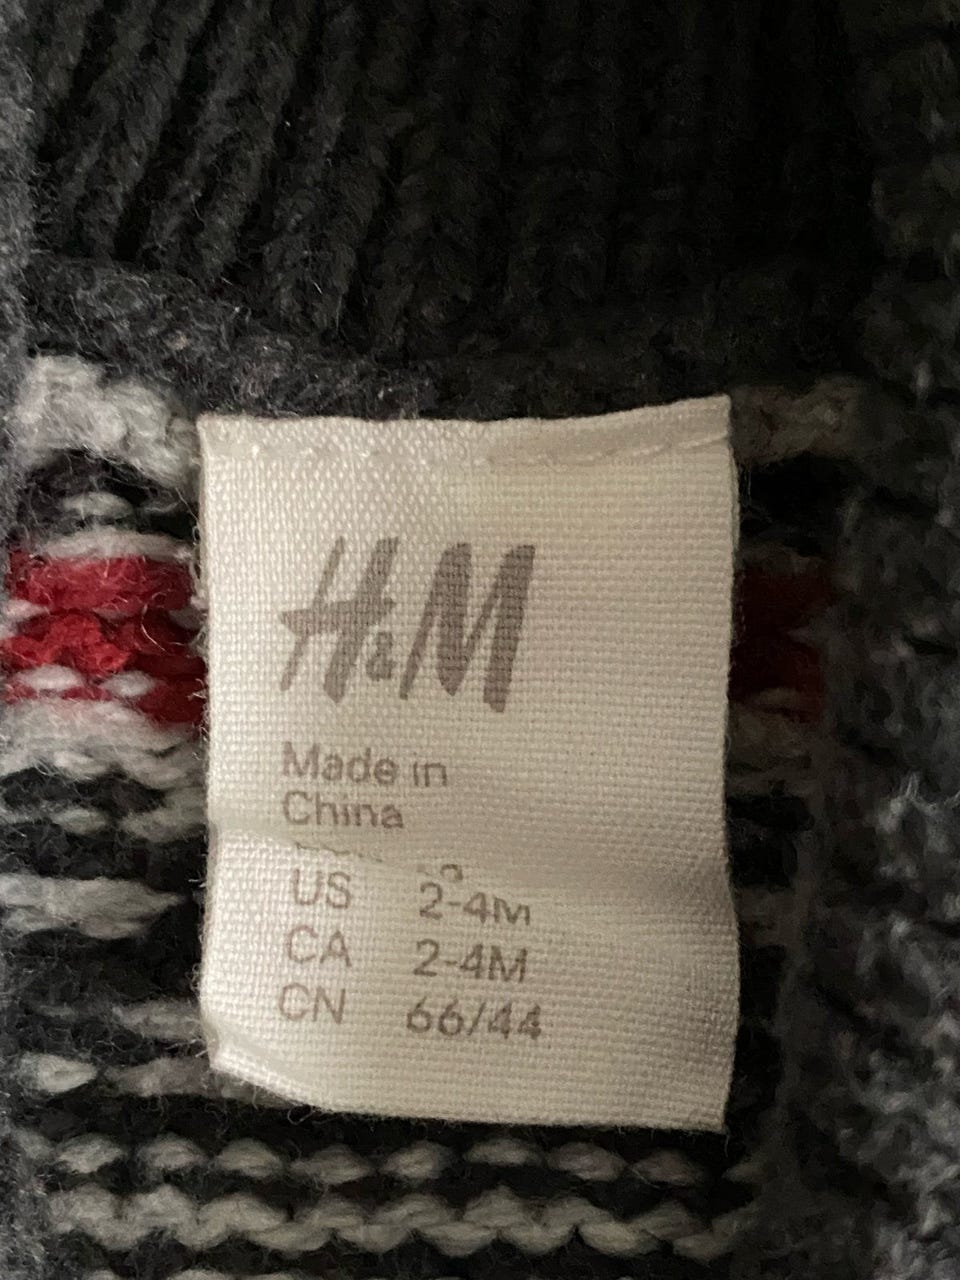 H&M
Made in
China
US 2-4M
CA 2-4M
CN 66/44